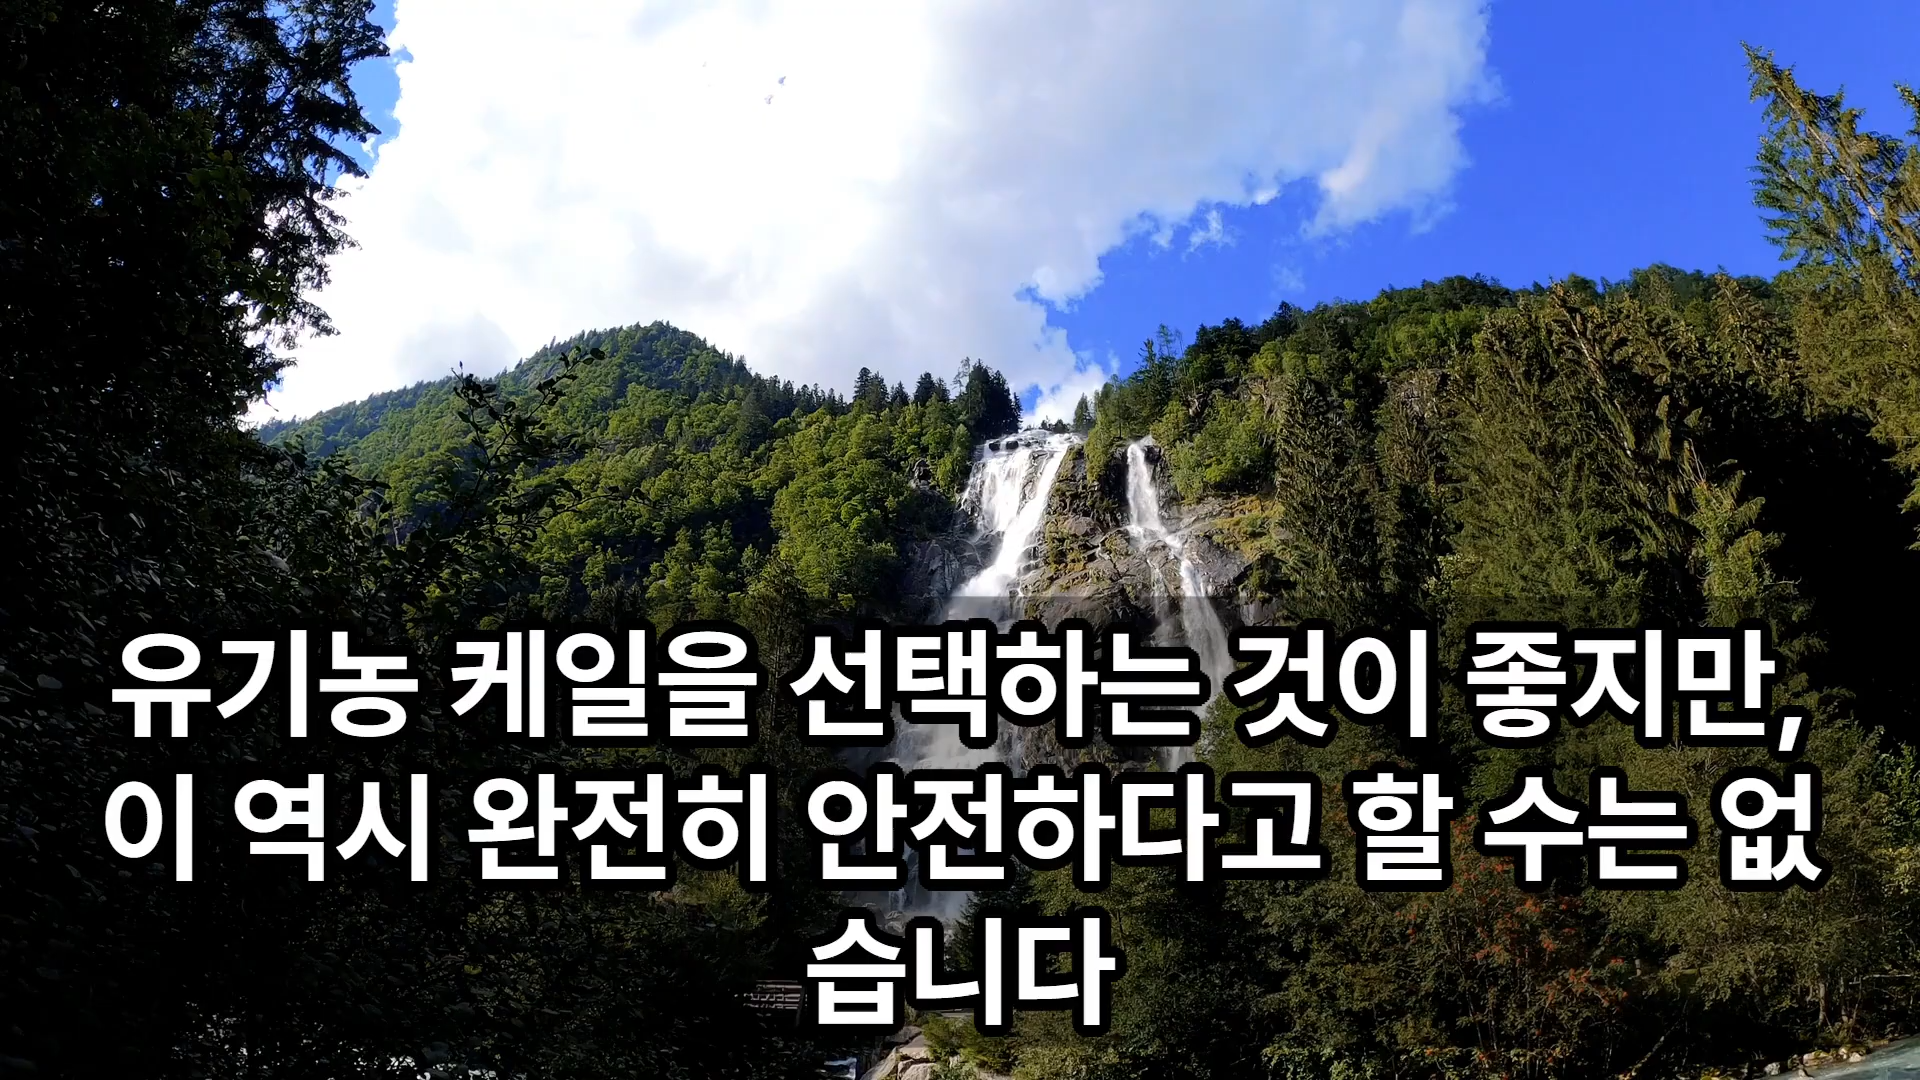 유기농 케일을 선택하는 것이 좋지만,
이 역시 완전히 안전하다고 할 수는 없
습니다